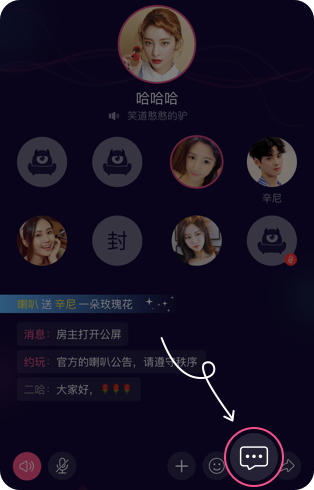 哈哈哈
笑道憨憨的驴
辛尼
封
喇叭 送 辛尼 一朵玫瑰花
消息：房主打开公屏
约玩：官方的喇叭公告，请遵守秩序
二哈：大家好，🌹🌹🌹